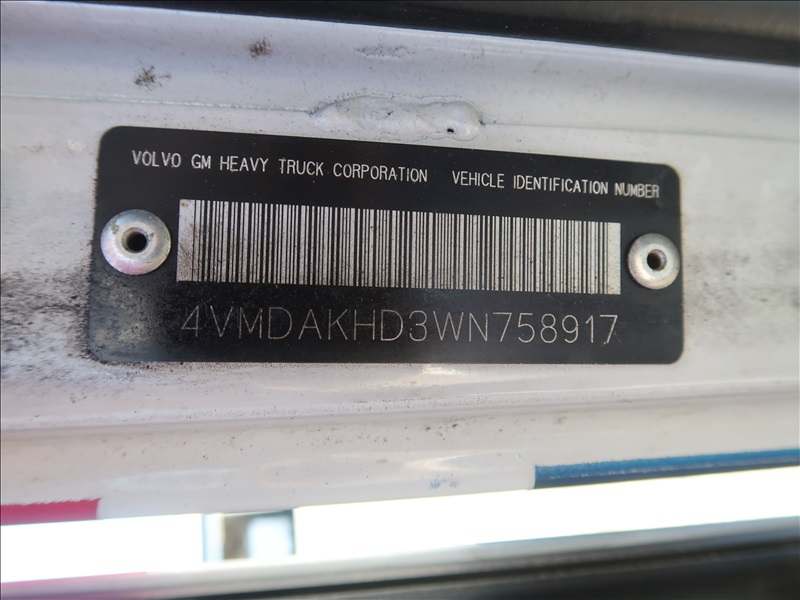 VOLVO GM HEAVY TRUCK CORPORATION VEHICLE IDENTIFICATION NUMBER
4VMDAKHD3WN758917